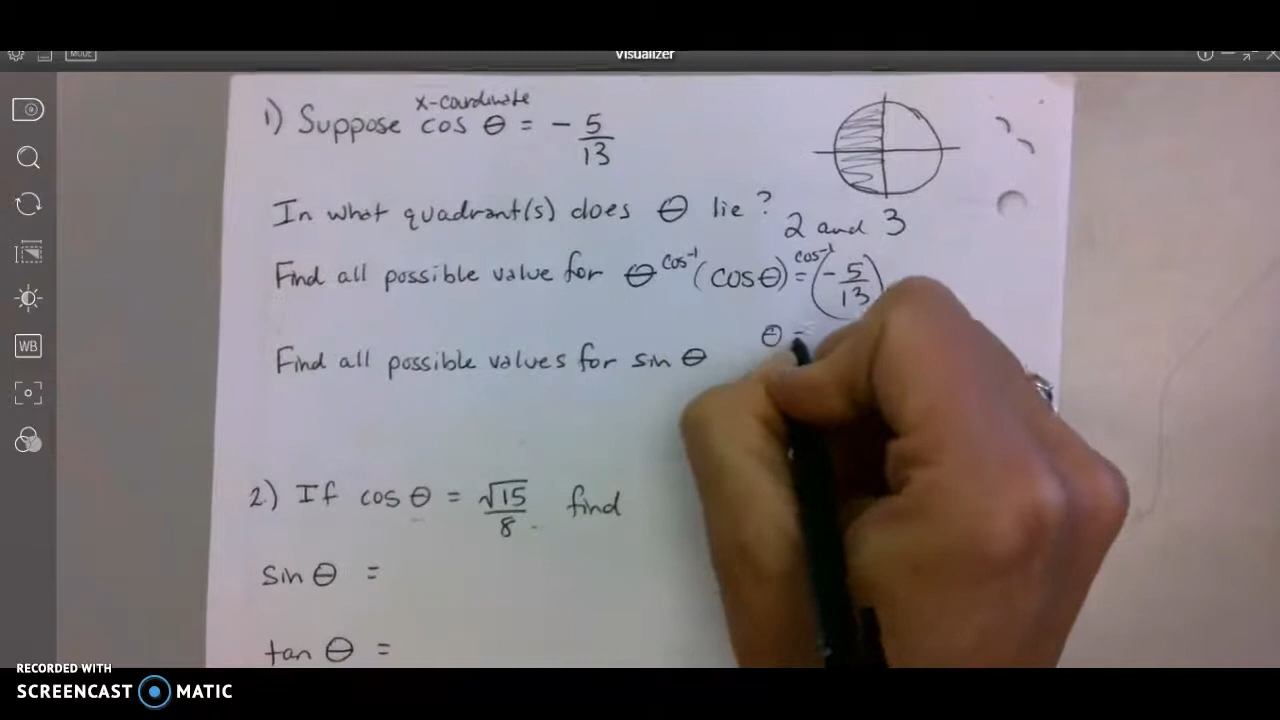 MODE
Visualizer
x-coordinate
1) Suppose cos θ = - 5/13
In what quadrant(s) does θ lie ?
2 and 3
Find all possible value for θ cos⁻¹(cosθ) = cos⁻¹(- 5/13)
θ =
Find all possible values for sin θ
2.) If cos θ = √15/8 find
sin θ =
tan θ =
WB
RECORDED WITH
SCREENCAST MATIC